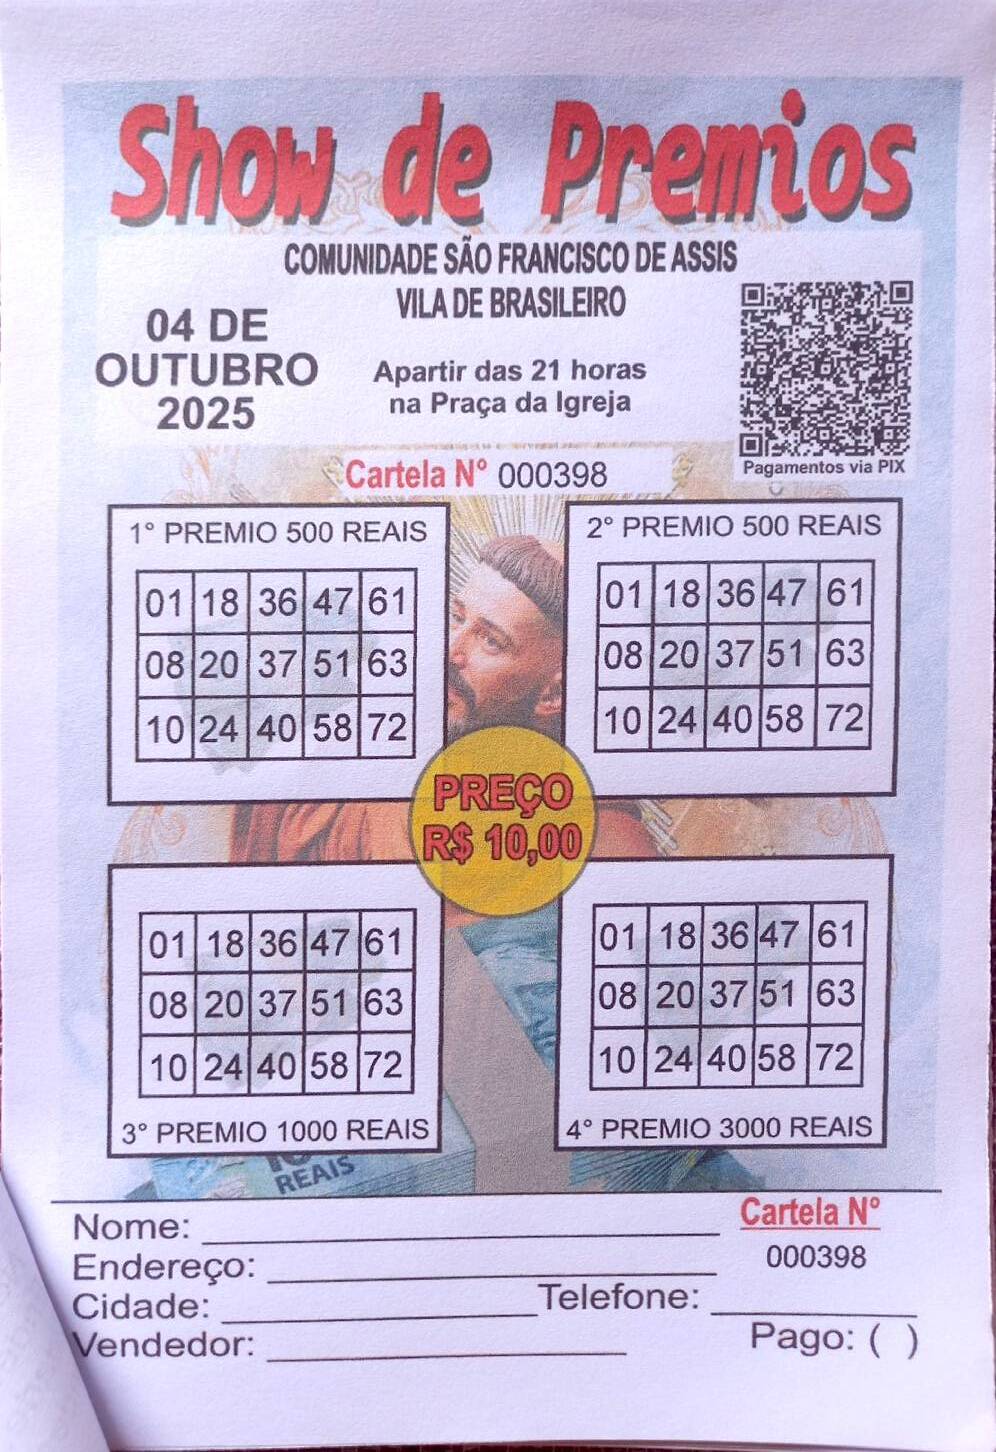 Show de Premios
COMUNIDADE SÃO FRANCISCO DE ASSIS
VILA DE BRASILEIRO
04 DE
OUTUBRO
2025
Apartir das 21 horas
na Praça da Igreja
Pagamentos via PIX
Cartela Nº 000398
1° PREMIO 500 REAIS
01 18 36 47 61
08 20 37 51 63
10 24 40 58 72
2° PREMIO 500 REAIS
01 18 36 47 61
08 20 37 51 63
10 24 40 58 72
PREÇO
R$ 10,00
01 18 36 47 61
08 20 37 51 63
10 24 40 58 72
3° PREMIO 1000 REAIS
01 18 36 47 61
08 20 37 51 63
10 24 40 58 72
4° PREMIO 3000 REAIS
REAIS
Cartela Nº
000398
Nome:
Endereço:
Cidade:
Telefone:
Vendedor:
Pago: ( )